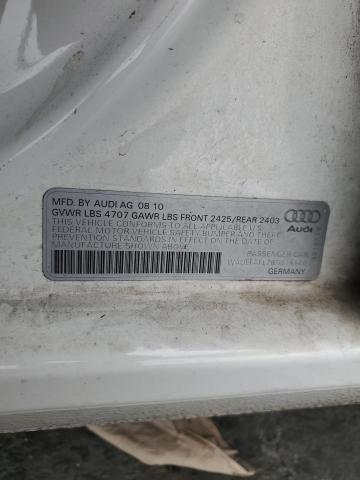 MFD. BY AUDI AG 08 10
GVWR LBS 4707 GAWR LBS FRONT 2425/REAR 2403
THIS VEHICLE CONFORMS TO ALL APPLICABLE U.S.
FEDERAL MOTOR VEHICLE SAFETY BUMPER AND THEFT
PREVENTION STANDARDS IN EFFECT ON THE DATE OF
MANUFACTURE SHOWN ABOVE
Audi
PASSENGER CAR
GERMANY